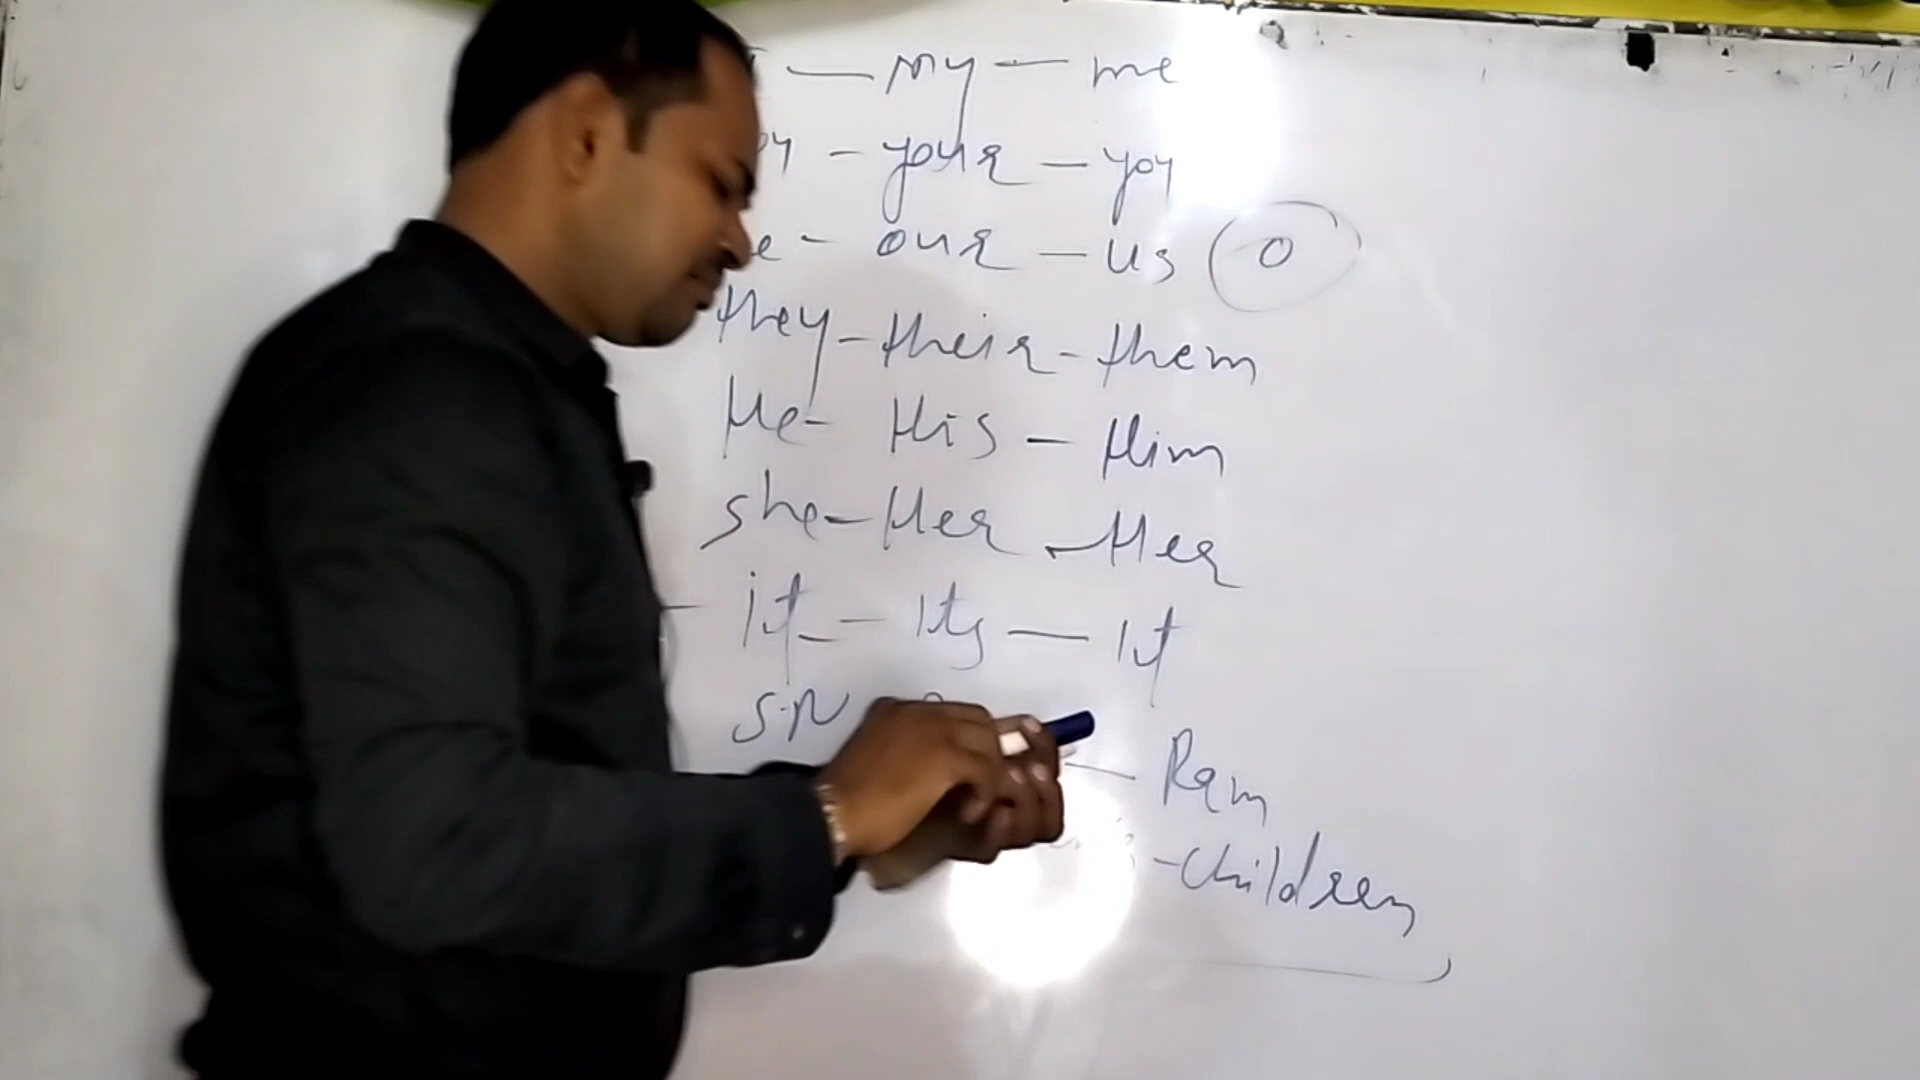 — my — me
— your — you
- our — us O
they - their - them
He - His — Him
she - Her - Her
it - Its — It
S.N
— Ram
- children